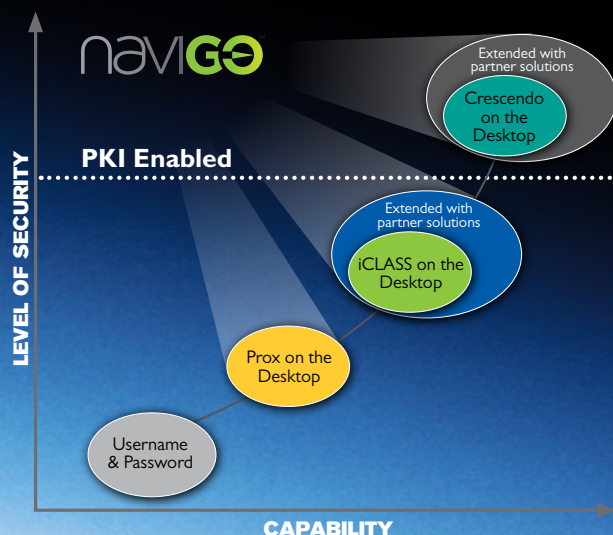 naviGO™
Extended with
partner solutions
Crescendo
on the
Desktop
PKI Enabled
Extended with
partner solutions
iCLASS on the
Desktop
Prox on the
Desktop
Username
& Password
LEVEL OF SECURITY
CAPABILITY